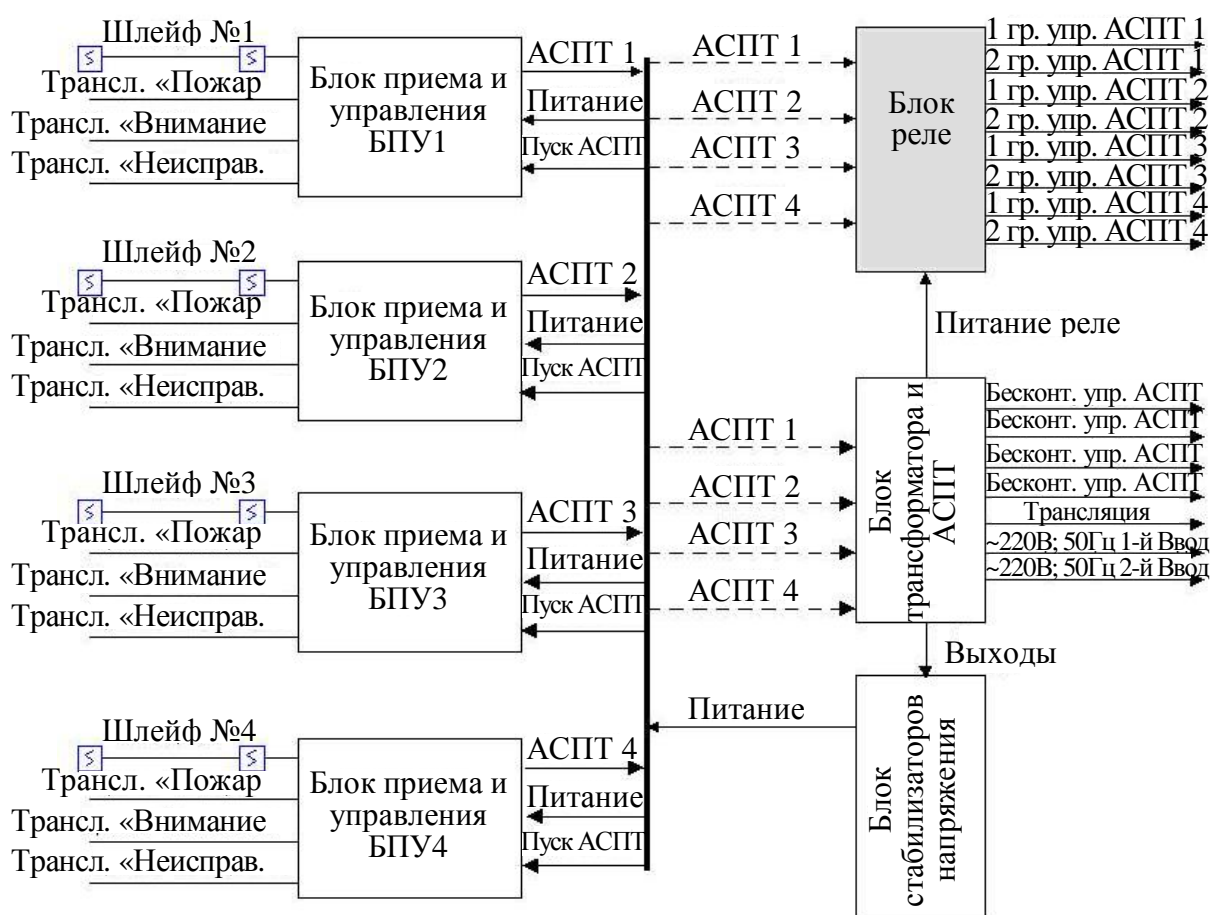 Шлейф №1
Трансл. «Пожар
Трансл. «Внимание
Трансл. «Неисправ.
Блок приема и
управления
БПУ1
АСПТ 1
Питание
Пуск АСПТ
Шлейф №2
Трансл. «Пожар
Трансл. «Внимание
Трансл. «Неисправ.
Блок приема и
управления
БПУ2
АСПТ 2
Питание
Пуск АСПТ
Шлейф №3
Трансл. «Пожар
Трансл. «Внимание
Трансл. «Неисправ.
Блок приема и
управления
БПУ3
АСПТ 3
Питание
Пуск АСПТ
Шлейф №4
Трансл. «Пожар
Трансл. «Внимание
Трансл. «Неисправ.
Блок приема и
управления
БПУ4
АСПТ 4
Питание
Пуск АСПТ
АСПТ 1
АСПТ 2
АСПТ 3
АСПТ 4
Блок
реле
1 гр. упр. АСПТ 1
2 гр. упр. АСПТ 1
1 гр. упр. АСПТ 2
2 гр. упр. АСПТ 2
1 гр. упр. АСПТ 3
2 гр. упр. АСПТ 3
1 гр. упр. АСПТ 4
2 гр. упр. АСПТ 4
Питание реле
АСПТ 1
АСПТ 2
АСПТ 3
АСПТ 4
Блок
трансформатора и
АСПТ
Бесконт. упр. АСПТ
Бесконт. упр. АСПТ
Бесконт. упр. АСПТ
Бесконт. упр. АСПТ
Трансляция
~220В; 50Гц 1-й Ввод
~220В; 50Гц 2-й Ввод
Выходы
Питание
Блок
стабилизаторов
напряжения